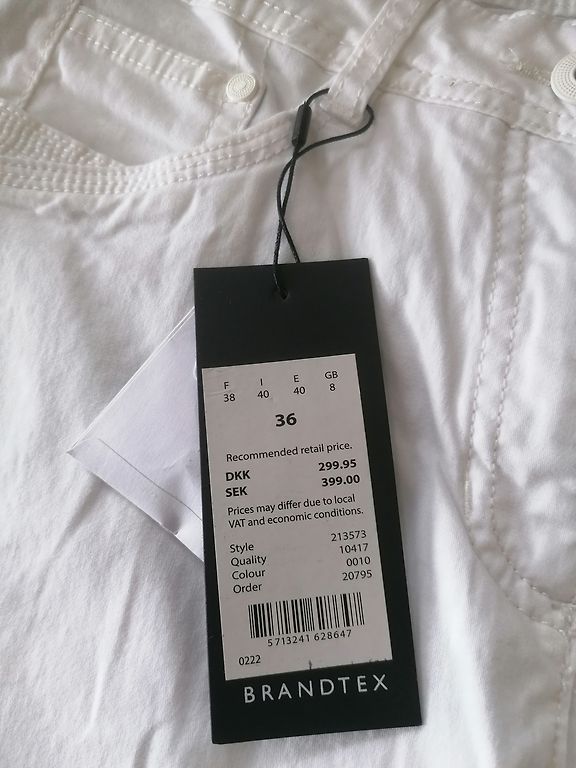 F I E GB
38 40 40 8
36
Recommended retail price.
DKK 299.95
SEK 399.00
Prices may differ due to local
VAT and economic conditions.
Style 213573
Quality 10417
Colour 0010
Order 20795
5713241 628647
0222
BRANDTEX